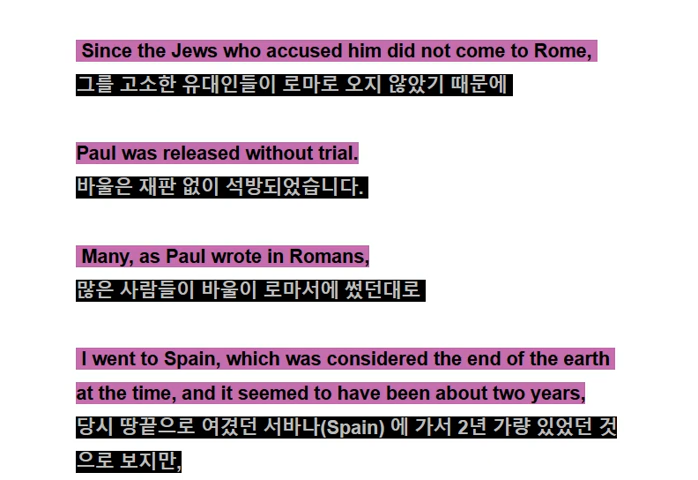 Since the Jews who accused him did not come to Rome,
그를 고소한 유대인들이 로마로 오지 않았기 때문에
Paul was released without trial.
바울은 재판 없이 석방되었습니다.
Many, as Paul wrote in Romans,
많은 사람들이 바울이 로마서에 썼던대로
I went to Spain, which was considered the end of the earth
at the time, and it seemed to have been about two years,
당시 땅끝으로 여겼던 서바나(Spain) 에 가서 2년 가량 있었던 것
으로 보지만,